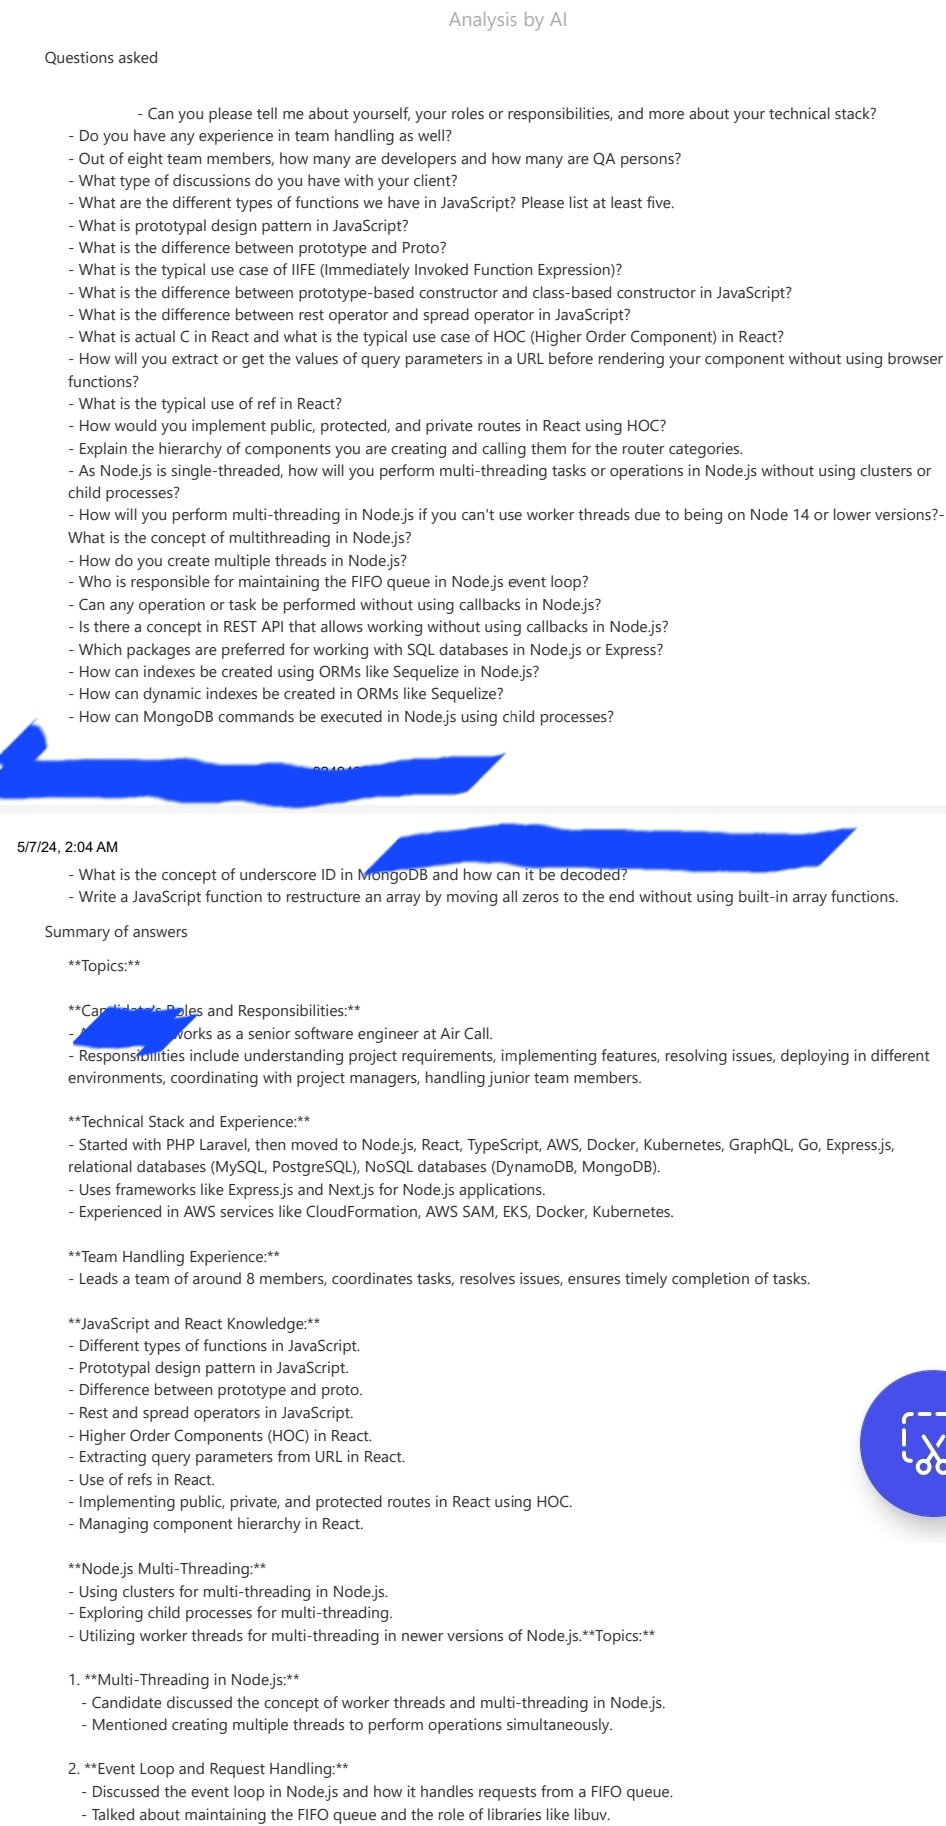 Analysis by AI
Questions asked
- Can you please tell me about yourself, your roles or responsibilities, and more about your technical stack?
- Do you have any experience in team handling as well?
- Out of eight team members, how many are developers and how many are QA persons?
- What type of discussions do you have with your client?
- What are the different types of functions we have in JavaScript? Please list at least five.
- What is prototypal design pattern in JavaScript?
- What is the difference between prototype and Proto?
- What is the typical use case of IIFE (Immediately Invoked Function Expression)?
- What is the difference between prototype-based constructor and class-based constructor in JavaScript?
- What is the difference between rest operator and spread operator in JavaScript?
- What is actual C in React and what is the typical use case of HOC (Higher Order Component) in React?
- How will you extract or get the values of query parameters in a URL before rendering your component without using browser
functions?
- What is the typical use of ref in React?
- How would you implement public, protected, and private routes in React using HOC?
- Explain the hierarchy of components you are creating and calling them for the router categories.
- As Node.js is single-threaded, how will you perform multi-threading tasks or operations in Node.js without using clusters or
child processes?
- How will you perform multi-threading in Node.js if you can't use worker threads due to being on Node 14 or lower versions?-
What is the concept of multithreading in Node.js?
- How do you create multiple threads in Node.js?
- Who is responsible for maintaining the FIFO queue in Node.js event loop?
- Can any operation or task be performed without using callbacks in Node.js?
- Is there a concept in REST API that allows working without using callbacks in Node.js?
- Which packages are preferred for working with SQL databases in Node.js or Express?
- How can indexes be created using ORMs like Sequelize in Node.js?
- How can dynamic indexes be created in ORMs like Sequelize?
- How can MongoDB commands be executed in Node.js using child processes?
5/7/24, 2:04 AM
- What is the concept of underscore ID in MongoDB and how can it be decoded?
- Write a JavaScript function to restructure an array by moving all zeros to the end without using built-in array functions.
Summary of answers
**Topics:**
**Candidate's Roles and Responsibilities:**
- works as a senior software engineer at Air Call.
- Responsibilities include understanding project requirements, implementing features, resolving issues, deploying in different
environments, coordinating with project managers, handling junior team members.
**Technical Stack and Experience:**
- Started with PHP Laravel, then moved to Node.js, React, TypeScript, AWS, Docker, Kubernetes, GraphQL, Go, Express.js,
relational databases (MySQL, PostgreSQL), NoSQL databases (DynamoDB, MongoDB).
- Uses frameworks like Express.js and Next.js for Node.js applications.
- Experienced in AWS services like CloudFormation, AWS SAM, EKS, Docker, Kubernetes.
**Team Handling Experience:**
- Leads a team of around 8 members, coordinates tasks, resolves issues, ensures timely completion of tasks.
**JavaScript and React Knowledge:**
- Different types of functions in JavaScript.
- Prototypal design pattern in JavaScript.
- Difference between prototype and proto.
- Rest and spread operators in JavaScript.
- Higher Order Components (HOC) in React.
- Extracting query parameters from URL in React.
- Use of refs in React.
- Implementing public, private, and protected routes in React using HOC.
- Managing component hierarchy in React.
**Node.js Multi-Threading:**
- Using clusters for multi-threading in Node.js.
- Exploring child processes for multi-threading.
- Utilizing worker threads for multi-threading in newer versions of Node.js.**Topics:**
1. **Multi-Threading in Node.js:**
- Candidate discussed the concept of worker threads and multi-threading in Node.js.
- Mentioned creating multiple threads to perform operations simultaneously.
2. **Event Loop and Request Handling:**
- Discussed the event loop in Node.js and how it handles requests from a FIFO queue.
- Talked about maintaining the FIFO queue and the role of libraries like libuv.